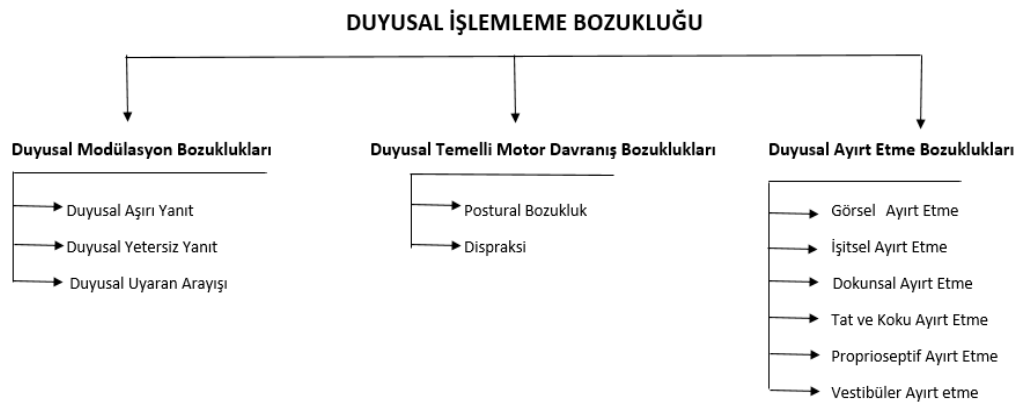 DUYUSAL İŞLEMLEME BOZUKLUĞU
Duyusal Modülasyon Bozuklukları
Duyusal Aşırı Yanıt
Duyusal Yetersiz Yanıt
Duyusal Uyaran Arayışı
Duyusal Temelli Motor Davranış Bozuklukları
Postural Bozukluk
Dispraksi
Duyusal Ayırt Etme Bozuklukları
Görsel Ayırt Etme
İşitsel Ayırt Etme
Dokunsal Ayırt Etme
Tat ve Koku Ayırt Etme
Proprioseptif Ayırt Etme
Vestibüler Ayırt etme